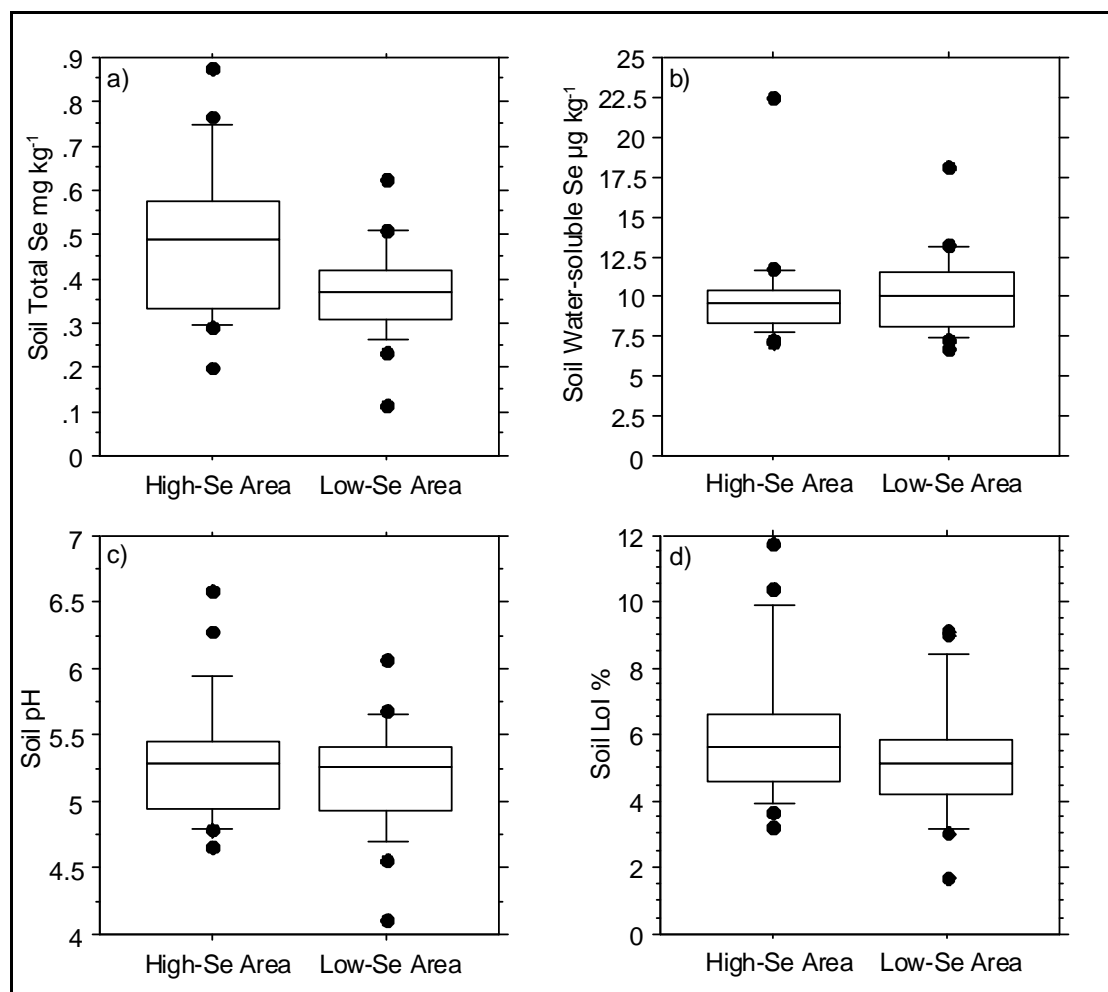 a)
Soil Total Se mg kg⁻¹
.9
.8
.7
.6
.5
.4
.3
.2
.1
0
High-Se Area
Low-Se Area
b)
Soil Water-soluble Se µg kg⁻¹
25
22.5
20
17.5
15
12.5
10
7.5
5
2.5
0
High-Se Area
Low-Se Area
c)
Soil pH
7
6.5
6
5.5
5
4.5
4
High-Se Area
Low-Se Area
d)
Soil LoI %
12
10
8
6
4
2
0
High-Se Area
Low-Se Area